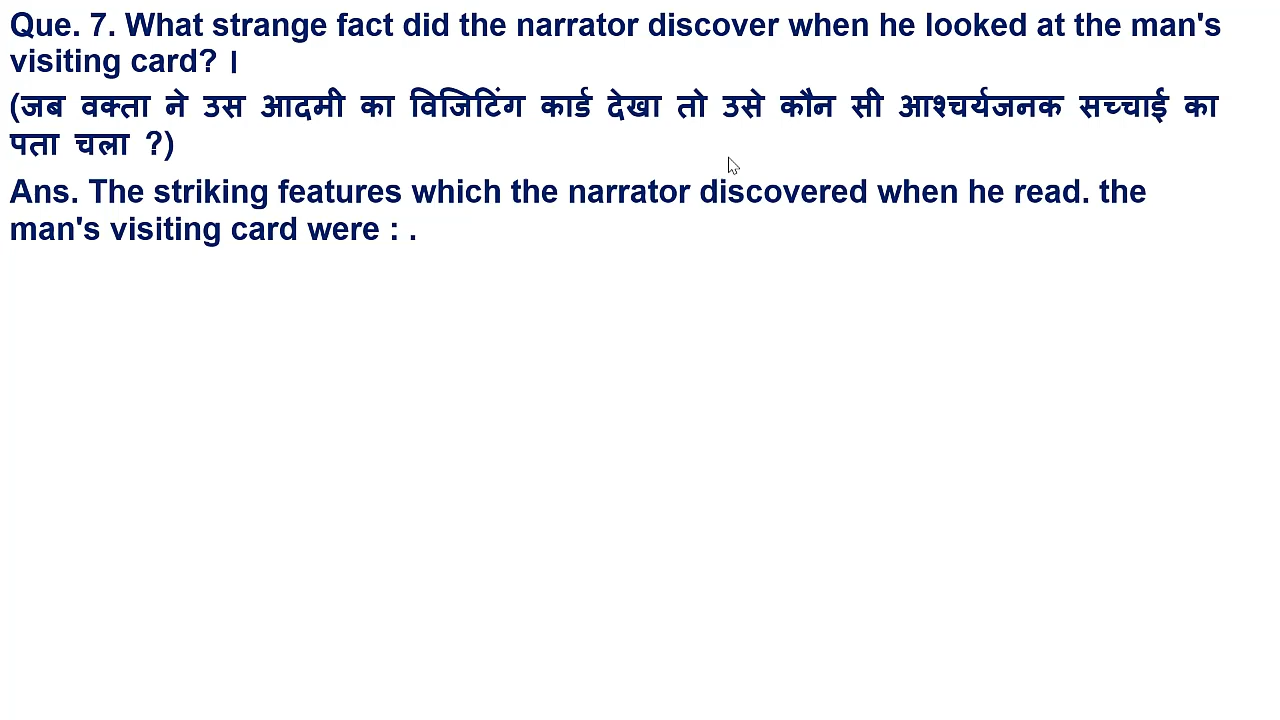 Que. 7. What strange fact did the narrator discover when he looked at the man's
visiting card? ।
(जब वक्ता ने उस आदमी का विजिटिंग कार्ड देखा तो उसे कौन सी आश्चर्यजनक सच्चाई का
पता चला ?)
Ans. The striking features which the narrator discovered when he read. the
man's visiting card were : .